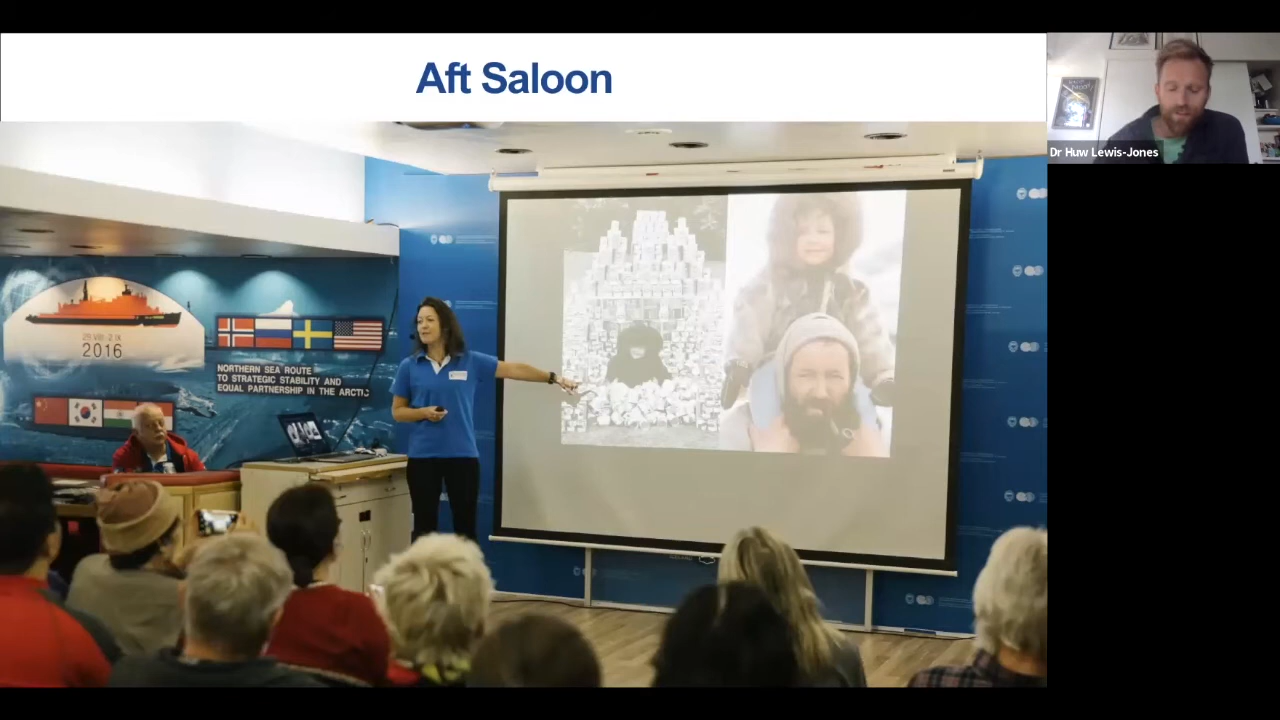 Aft Saloon
Dr Huw Lewis-Jones
29 VIII-2 IX
2016
NORTHERN SEA ROUTE
TO STRATEGIC STABILITY AND
EQUAL PARTNERSHIP IN THE ARCTIC